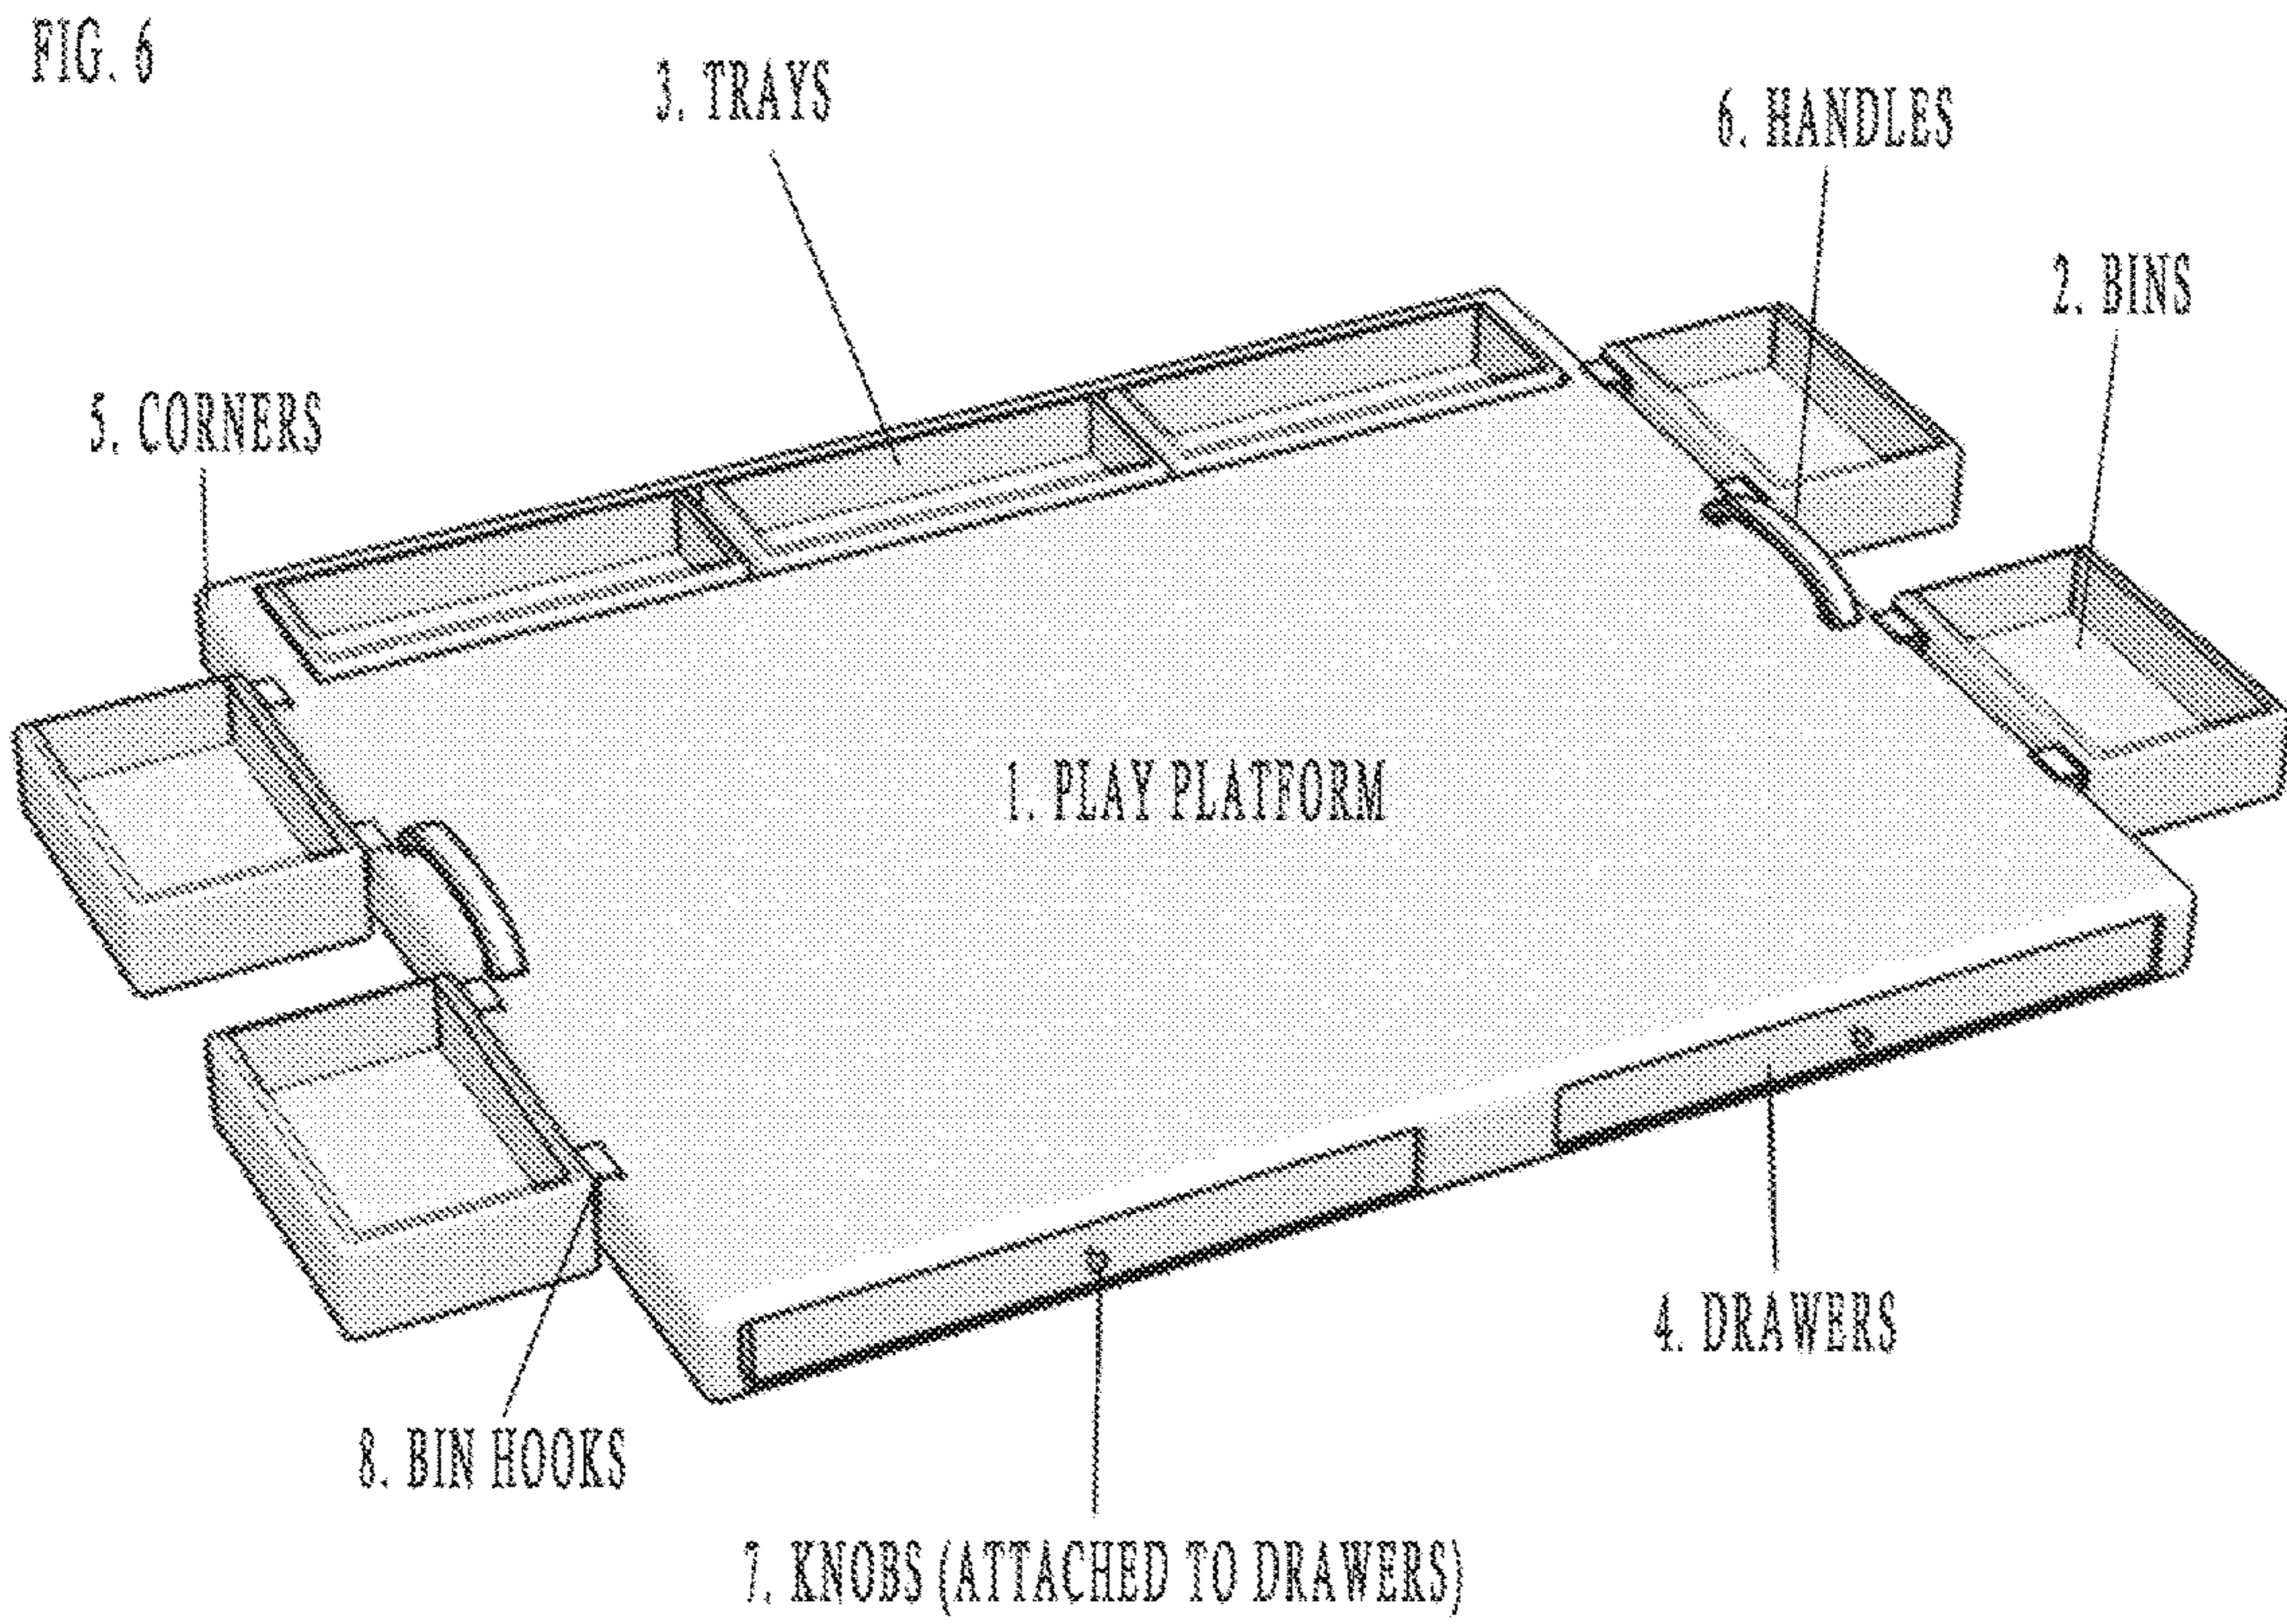 FIG. 6
3. TRAYS
6. HANDLES
2. BINS
5. CORNERS
1. PLAY PLATFORM
4. DRAWERS
8. BIN HOOKS
7. KNOBS (ATTACHED TO DRAWERS)